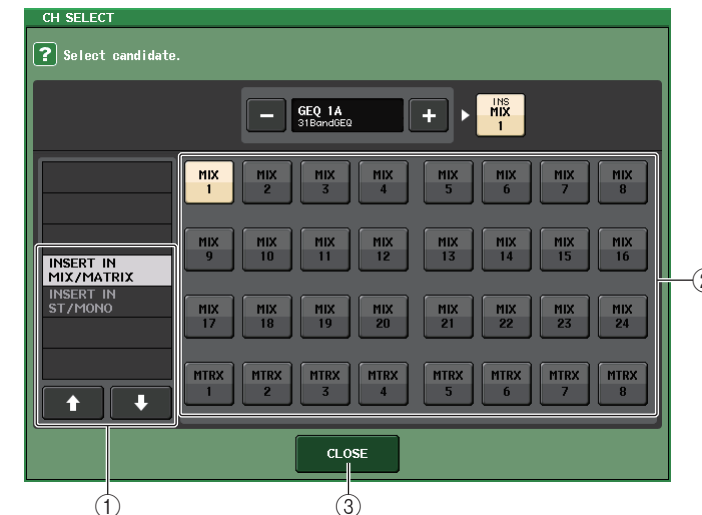 CH SELECT
? Select candidate.
GEQ 1A
31BandGEQ
INS
MIX
1
MIX 1 MIX 2 MIX 3 MIX 4 MIX 5 MIX 6 MIX 7 MIX 8
MIX 9 MIX 10 MIX 11 MIX 12 MIX 13 MIX 14 MIX 15 MIX 16
INSERT IN
MIX/MATRIX
INSERT IN
ST/MONO
MIX 17 MIX 18 MIX 19 MIX 20 MIX 21 MIX 22 MIX 23 MIX 24
MTRX 1 MTRX 2 MTRX 3 MTRX 4 MTRX 5 MTRX 6 MTRX 7 MTRX 8
CLOSE
① ③
②